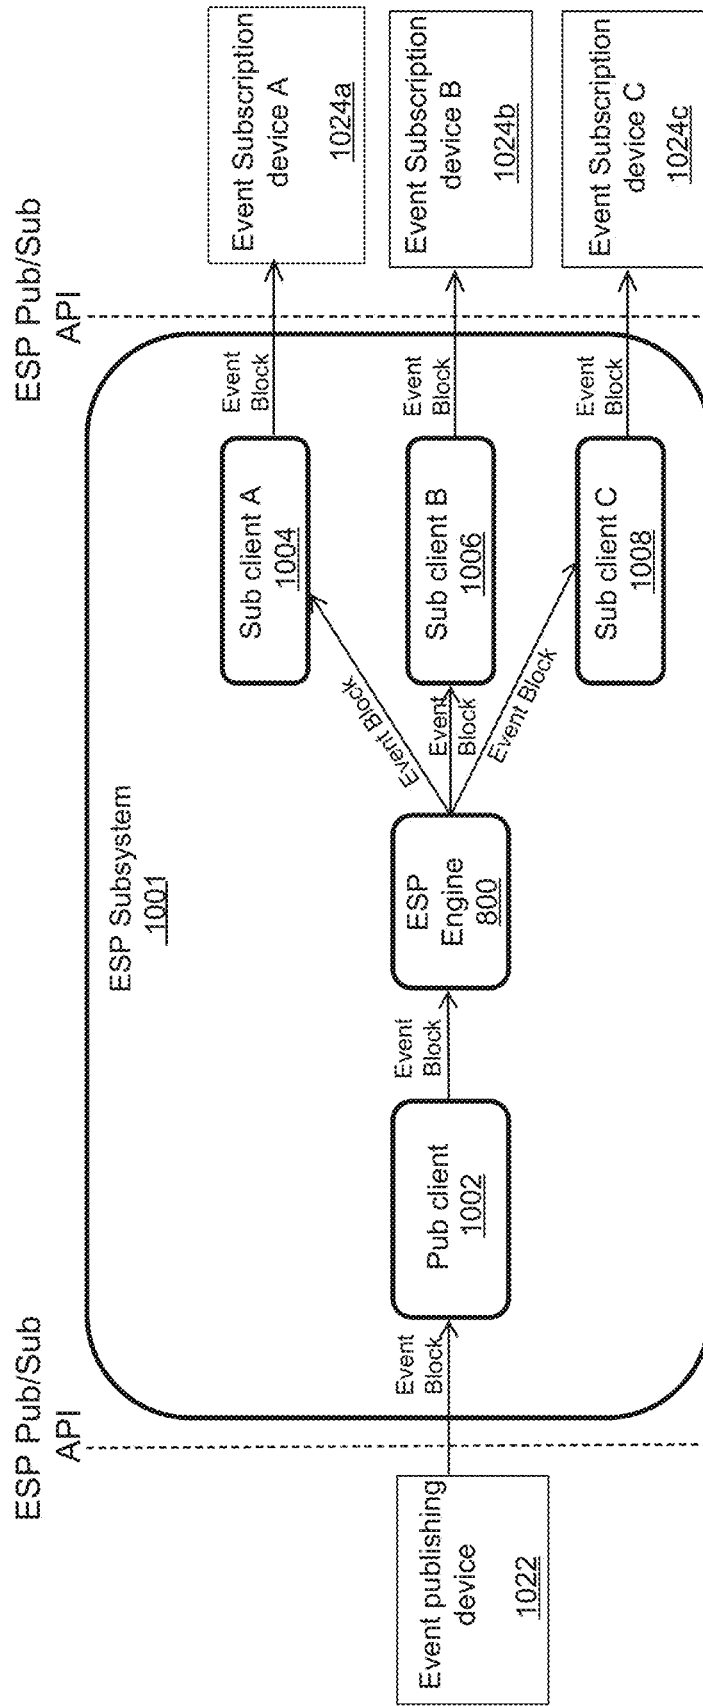 ESP Pub/Sub
API
ESP Pub/Sub
API
ESP Subsystem
1001
Event publishing
device
1022
Event
Block
Pub client
1002
Event
Block
ESP
Engine
800
Event Block
Event
Block
Event Block
Sub client A
1004
Event
Block
Event Subscription
device A
1024a
Sub client B
1006
Event
Block
Event Subscription
device B
1024b
Sub client C
1008
Event
Block
Event Subscription
device C
1024c